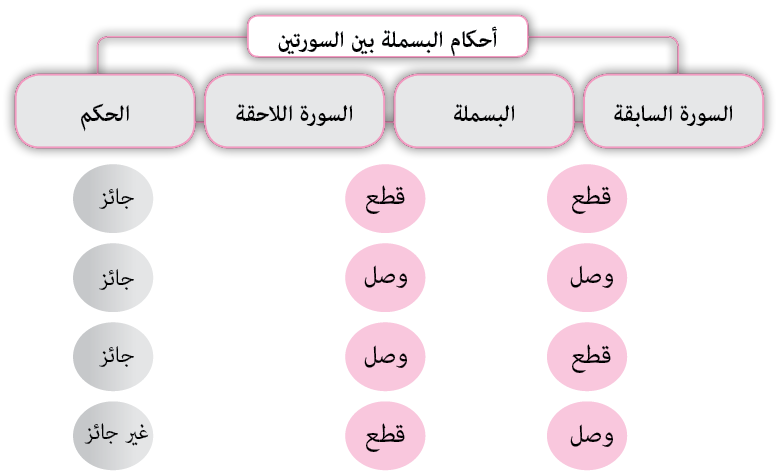 أحكام البسملة بين السورتين
السورة السابقة البسملة السورة اللاحقة الحكم
قطع قطع جائز
وصل وصل جائز
قطع وصل جائز
وصل قطع غير جائز